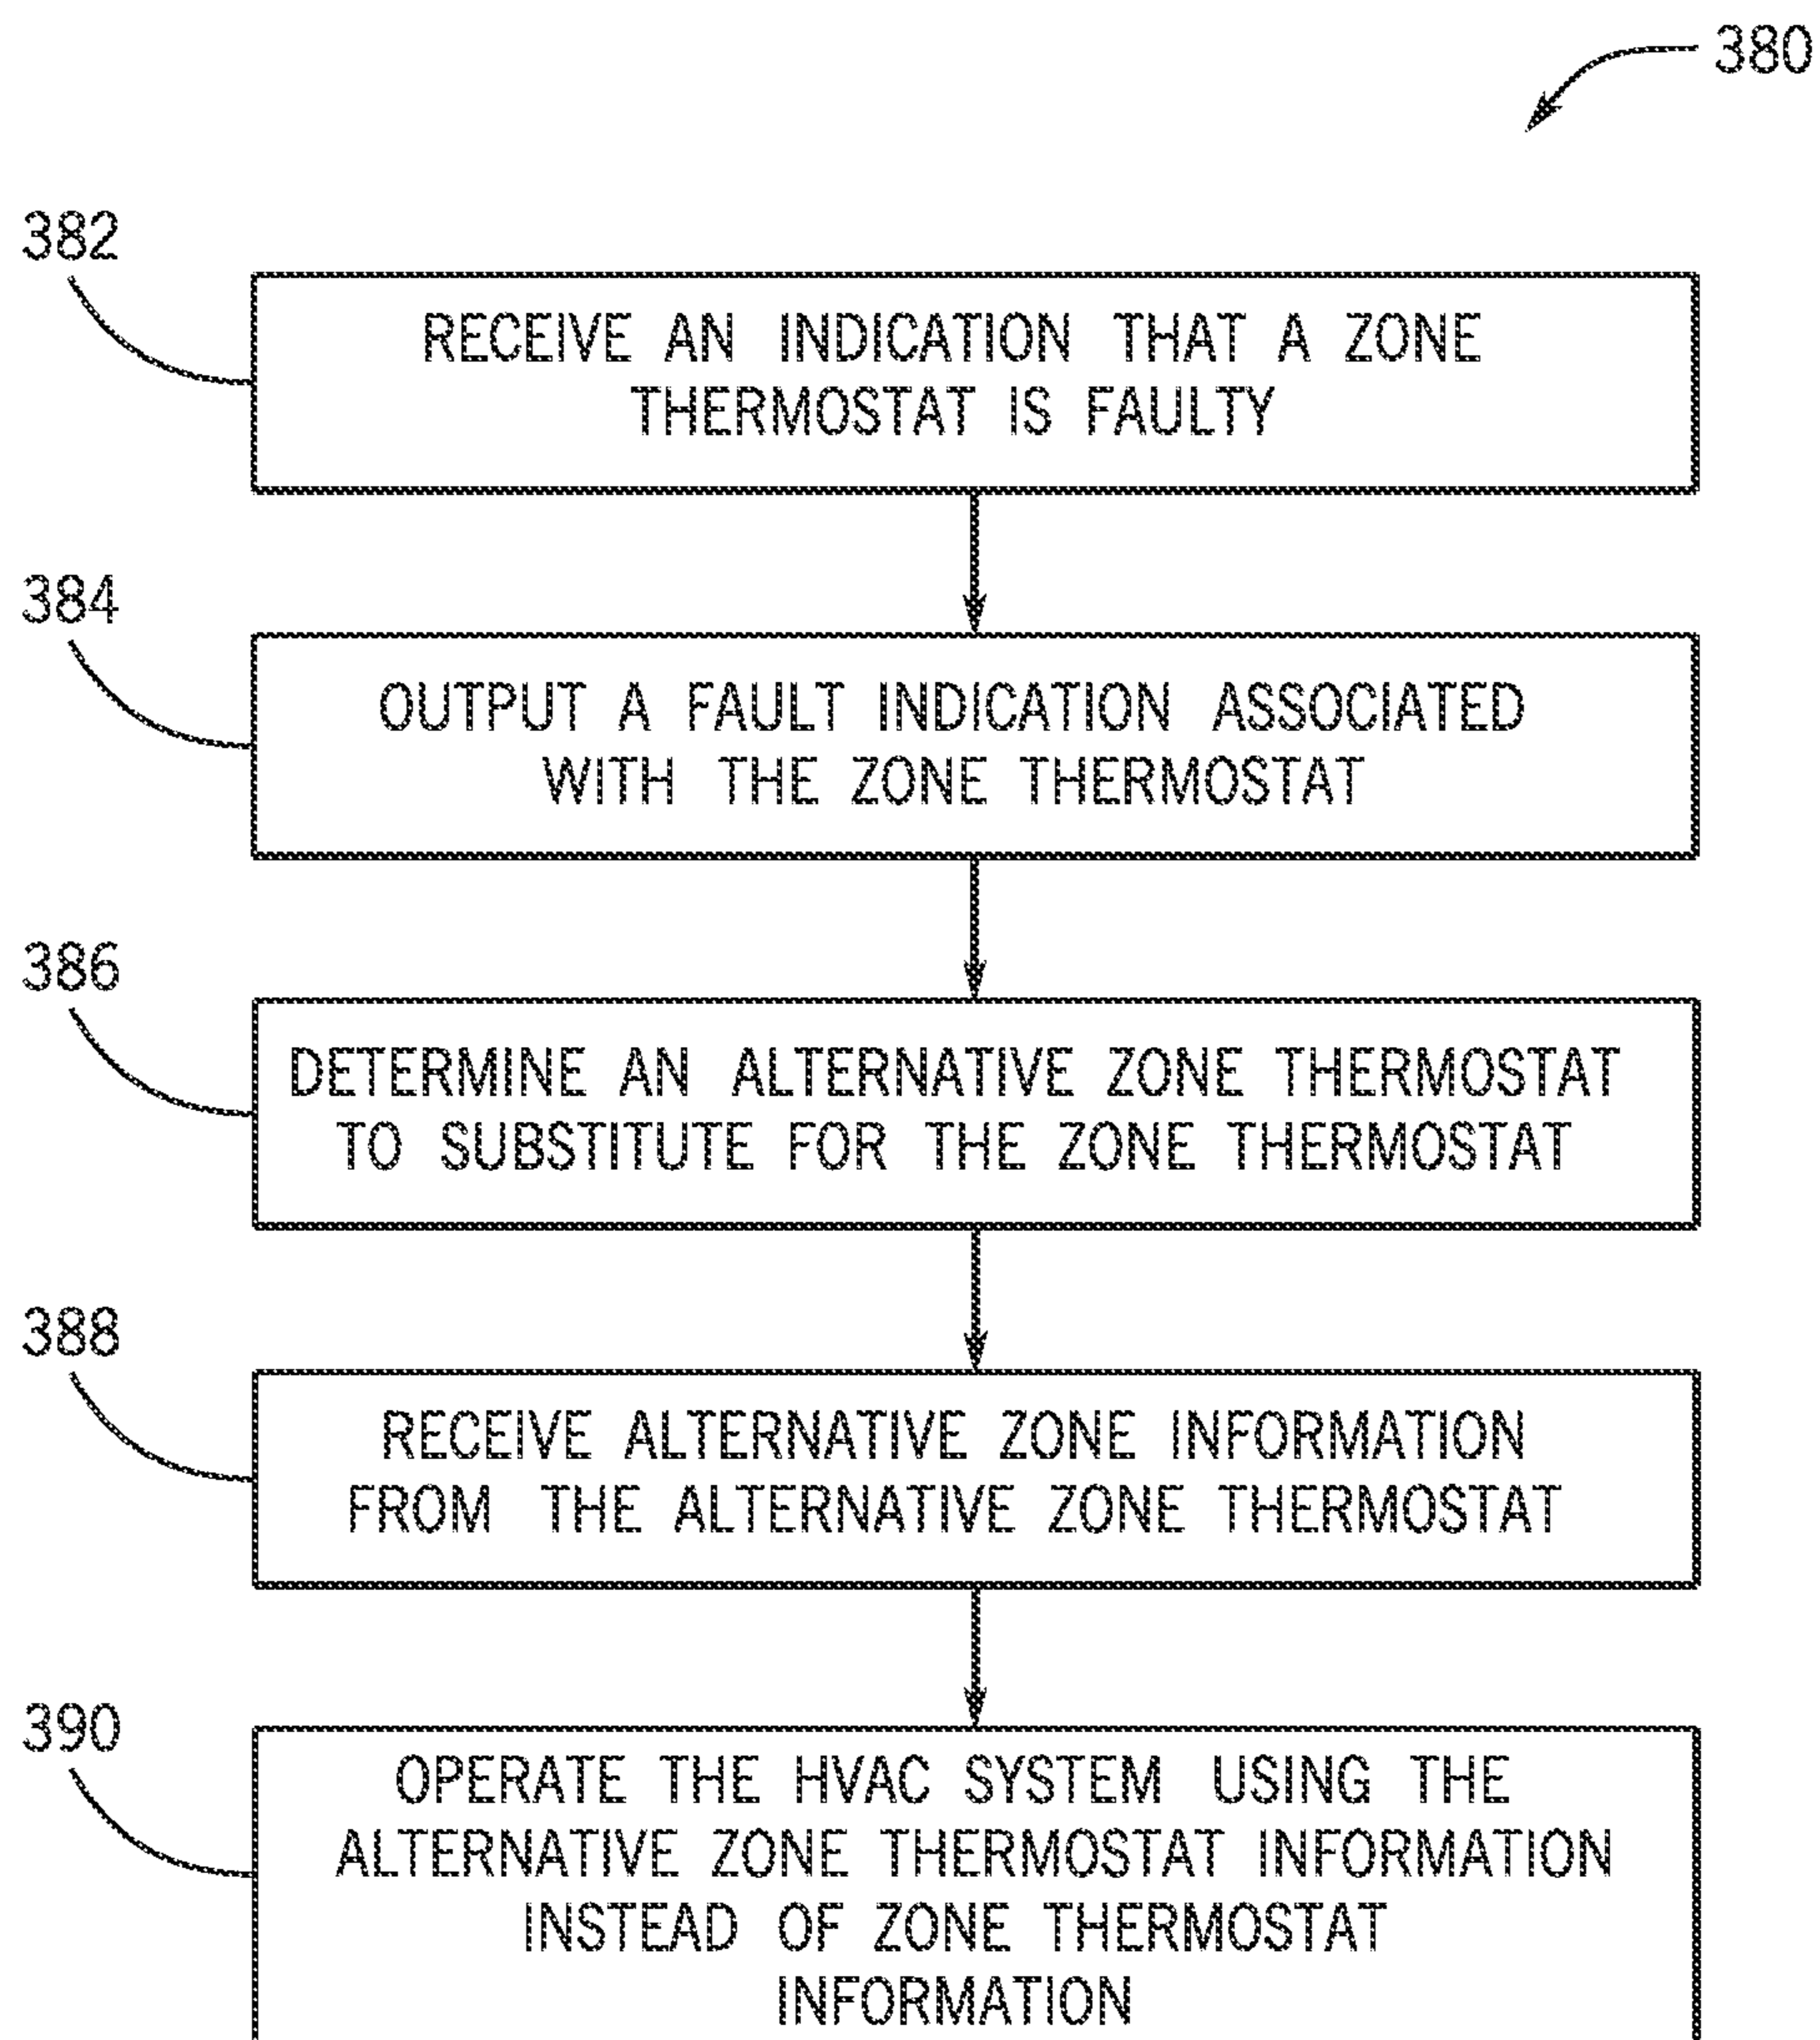 380
382
RECEIVE AN INDICATION THAT A ZONE
THERMOSTAT IS FAULTY
384
OUTPUT A FAULT INDICATION ASSOCIATED
WITH THE ZONE THERMOSTAT
386
DETERMINE AN ALTERNATIVE ZONE THERMOSTAT
TO SUBSTITUTE FOR THE ZONE THERMOSTAT
388
RECEIVE ALTERNATIVE ZONE INFORMATION
FROM THE ALTERNATIVE ZONE THERMOSTAT
390
OPERATE THE HVAC SYSTEM USING THE
ALTERNATIVE ZONE THERMOSTAT INFORMATION
INSTEAD OF ZONE THERMOSTAT
INFORMATION